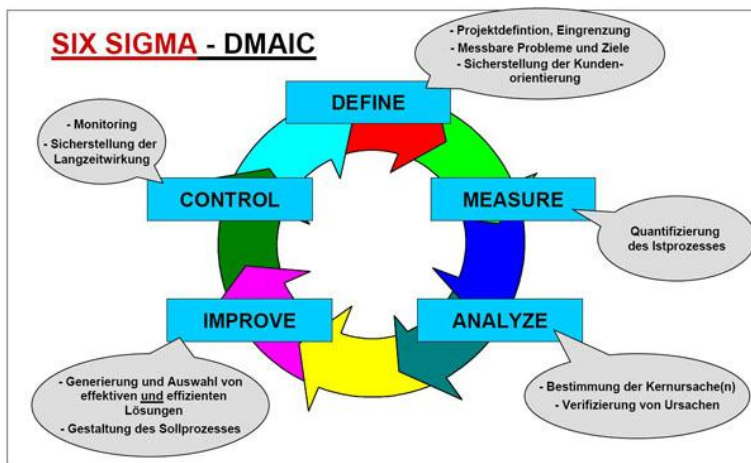 SIX SIGMA - DMAIC
DEFINE
- Projektdefintion, Eingrenzung
- Messbare Probleme und Ziele
- Sicherstellung der Kunden-
orientierung
MEASURE
Quantifizierung
des Istprozesses
ANALYZE
- Bestimmung der Kernursache(n)
- Verifizierung von Ursachen
IMPROVE
- Generierung und Auswahl von
effektiven und effizienten
Lösungen
- Gestaltung des Sollprozesses
CONTROL
- Monitoring
- Sicherstellung der
Langzeitwirkung